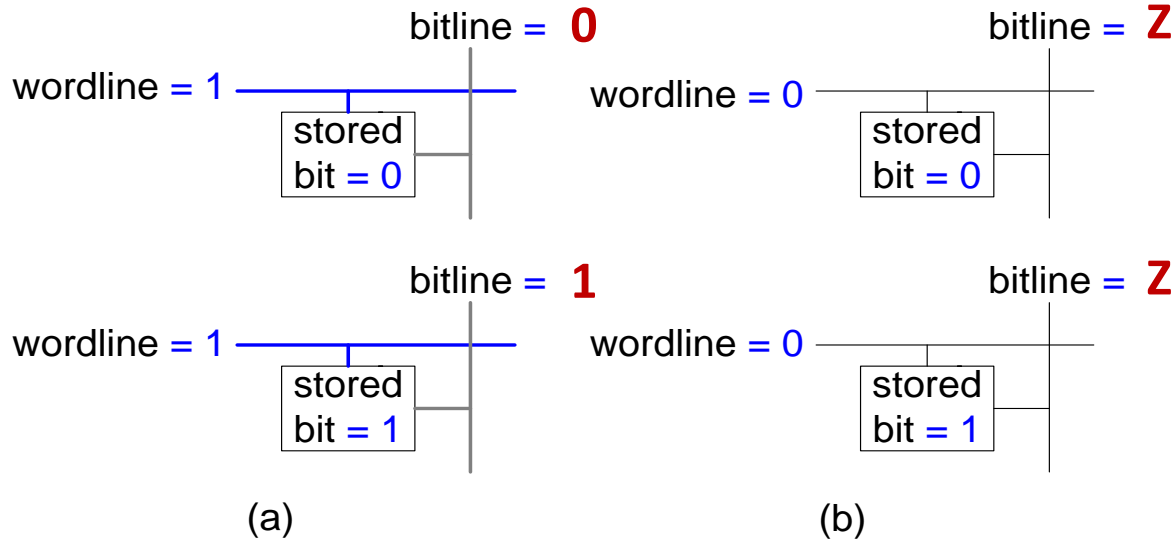 bitline = 0
wordline = 1
stored
bit = 0
bitline = Z
wordline = 0
stored
bit = 0
bitline = 1
wordline = 1
stored
bit = 1
bitline = Z
wordline = 0
stored
bit = 1
(a)
(b)